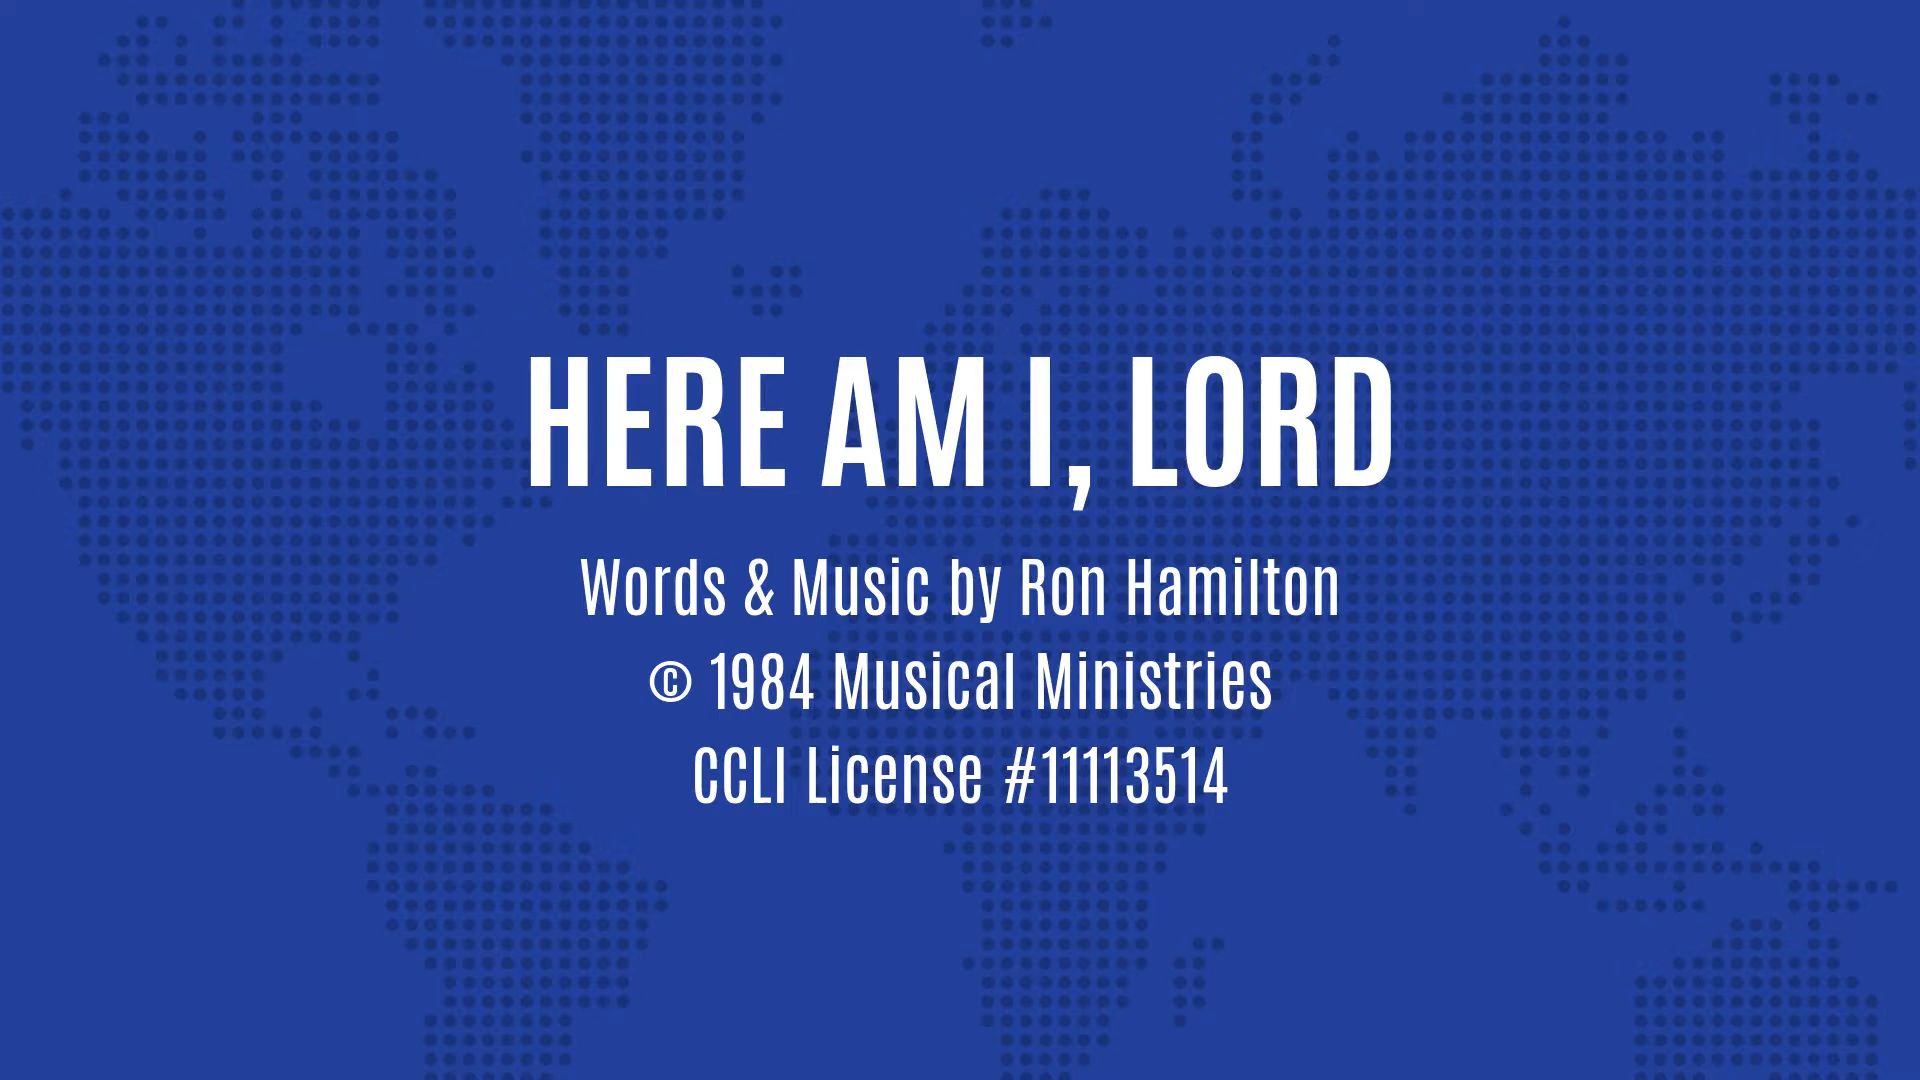 HERE AM I, LORD
Words & Music by Ron Hamilton
© 1984 Musical Ministries
CCLI License #11113514